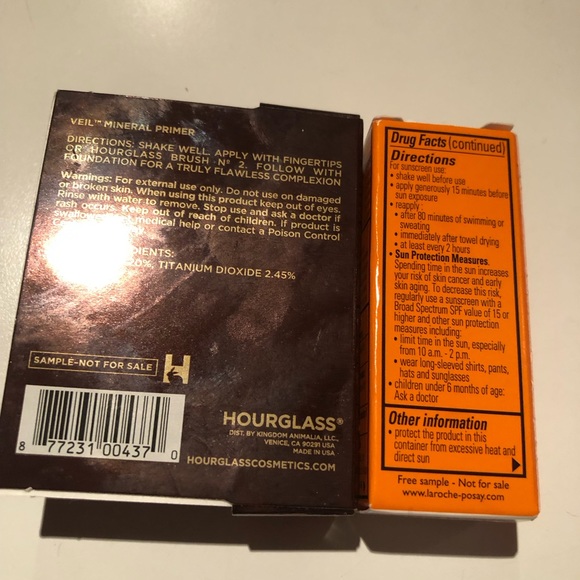 VEIL™ MINERAL PRIMER
DIRECTIONS: SHAKE WELL. APPLY WITH FINGERTIPS
OR HOURGLASS BRUSH Nº 2. FOLLOW WITH
FOUNDATION FOR A TRULY FLAWLESS COMPLEXION
Warnings: For external use only. Do not use on damaged
or broken skin. When using this product keep out of eyes.
Rinse with water to remove. Stop use and ask a doctor if
rash occurs. Keep out of reach of children. If product is
medical help or contact a Poison Control
TITANIUM DIOXIDE 2.45%
SAMPLE-NOT FOR SALE
H
8 77231 00437 0
HOURGLASS®
DIST. BY KINGDOM ANIMALIA, LLC.,
VENICE, CA 90291 USA
MADE IN USA
HOURGLASSCOSMETICS.COM
Drug Facts (continued)
Directions
For sunscreen use:
• shake well before use
• apply generously 15 minutes before
sun exposure
• reapply :
• after 80 minutes of swimming or
sweating
• immediately after towel drying
• at least every 2 hours
• Sun Protection Measures.
Spending time in the sun increases
your risk of skin cancer and early
skin aging. To decrease this risk,
regularly use a sunscreen with a
Broad Spectrum SPF value of 15 or
higher and other sun protection
measures including:
• limit time in the sun, especially
from 10 a.m. - 2 p.m.
• wear long-sleeved shirts, pants,
hats and sunglasses
• children under 6 months of age:
Ask a doctor
Other information
• protect the product in this
container from excessive heat and
direct sun
Free sample - Not for sale
www.laroche-posay.com